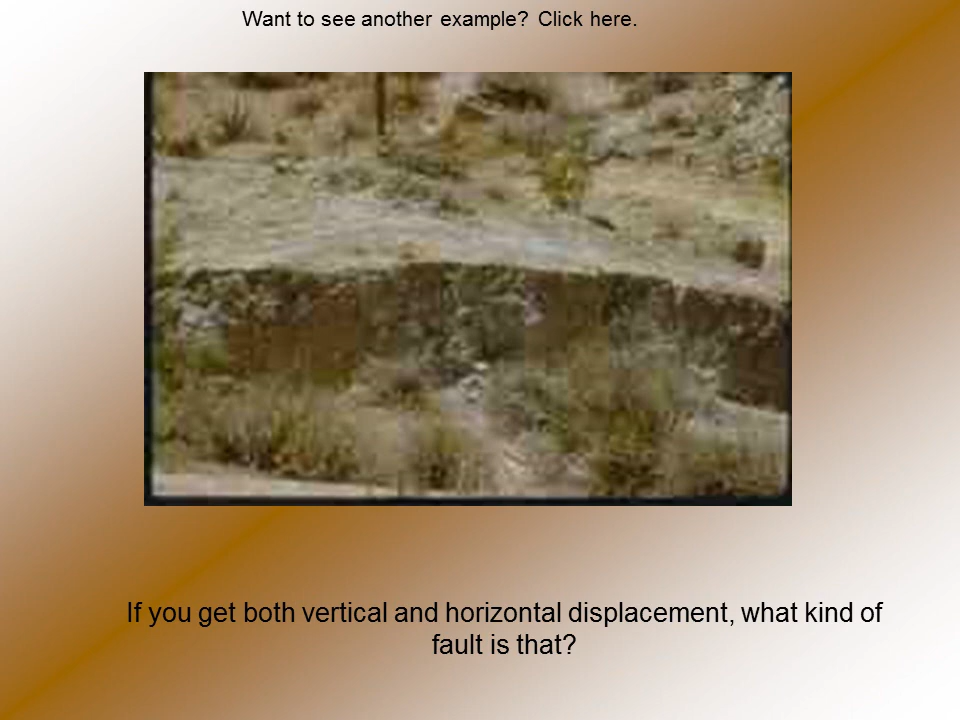 Want to see another example? Click here.
If you get both vertical and horizontal displacement, what kind of
fault is that?